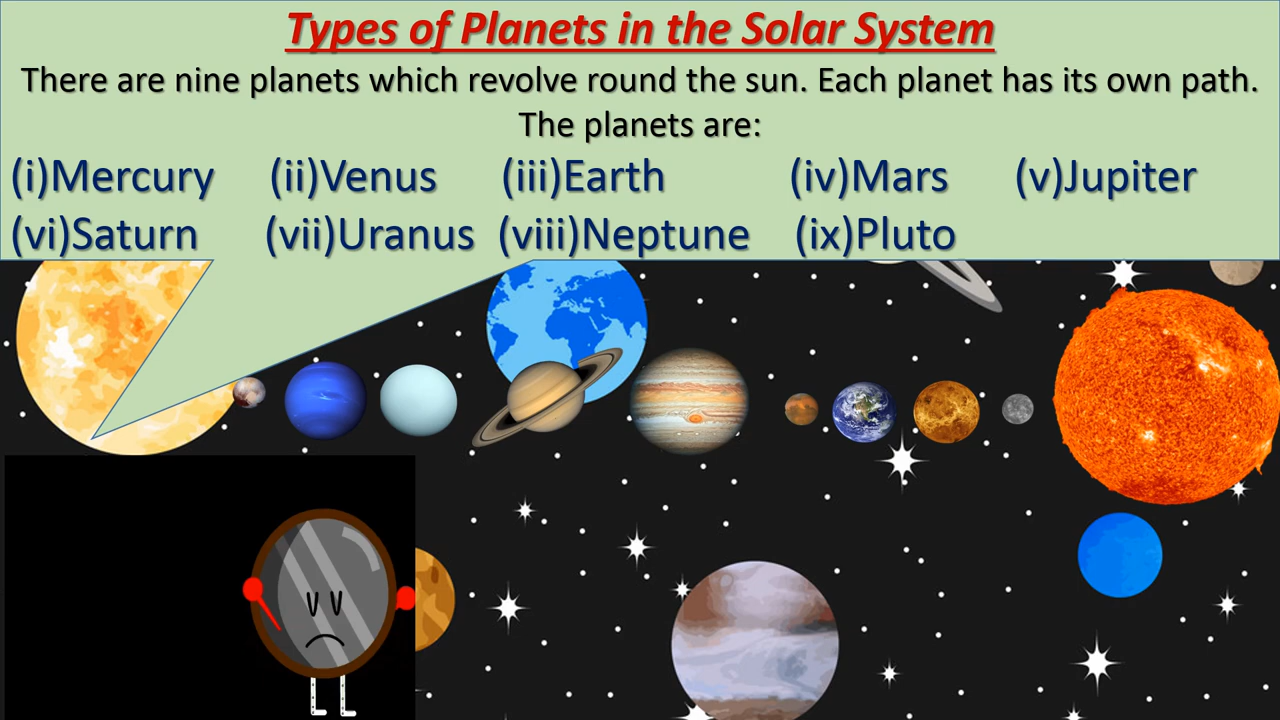 Types of Planets in the Solar System
There are nine planets which revolve round the sun. Each planet has its own path.
The planets are:
(i)Mercury (ii)Venus (iii)Earth (iv)Mars (v)Jupiter
(vi)Saturn (vii)Uranus (viii)Neptune (ix)Pluto